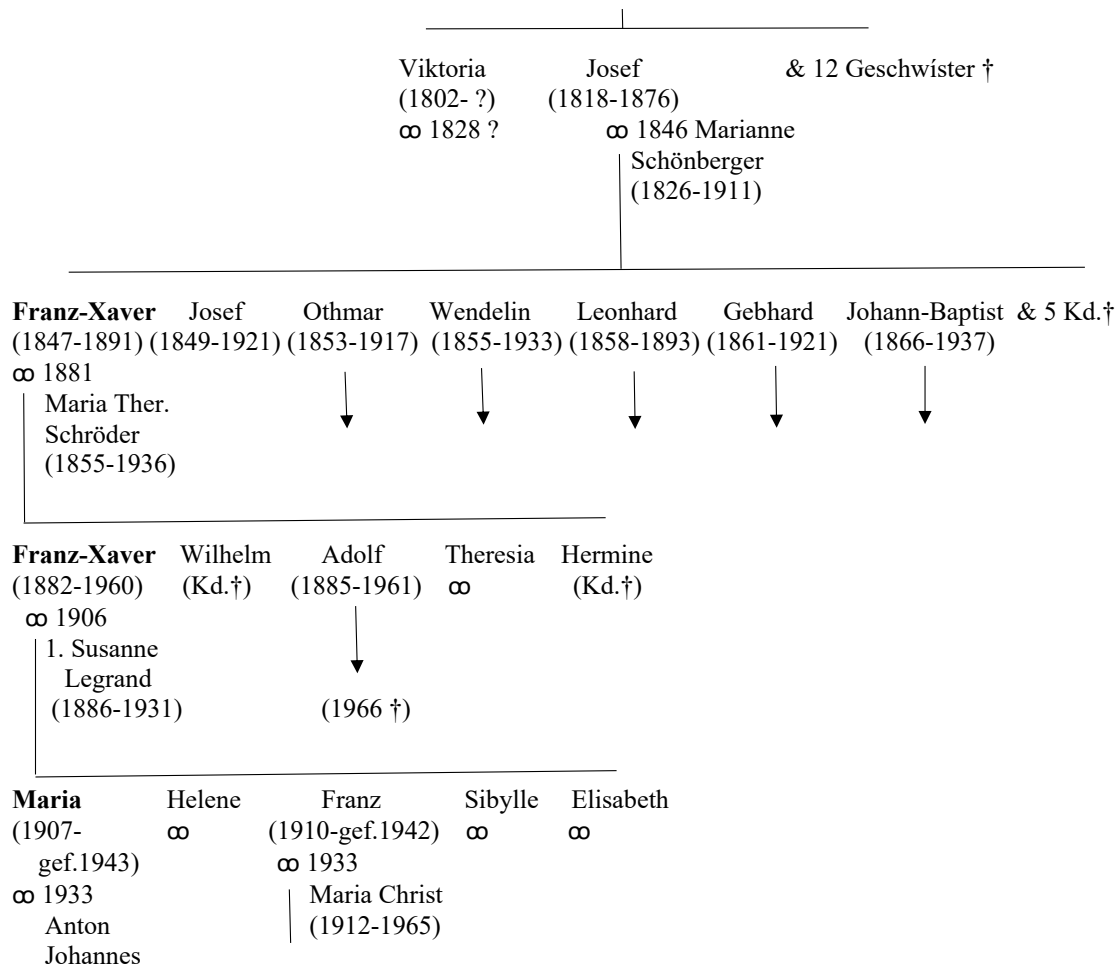 Viktoria Josef & 12 Geschwíster †
(1802- ?) (1818-1876)
ꝏ 1828 ? ꝏ 1846 Marianne
Schönberger
(1826-1911)
Franz-Xaver Josef Othmar Wendelin Leonhard Gebhard Johann-Baptist & 5 Kd.†
(1847-1891) (1849-1921) (1853-1917) (1855-1933) (1858-1893) (1861-1921) (1866-1937)
ꝏ 1881
Maria Ther.
Schröder
(1855-1936)
Franz-Xaver Wilhelm Adolf Theresia Hermine
(1882-1960) (Kd.†) (1885-1961) ꝏ (Kd.†)
ꝏ 1906
1. Susanne
Legrand
(1886-1931) (1966 †)
Maria Helene Franz Sibylle Elisabeth
(1907- ꝏ (1910-gef.1942) ꝏ ꝏ
gef.1943) ꝏ 1933
ꝏ 1933 Maria Christ
Anton (1912-1965)
Johannes